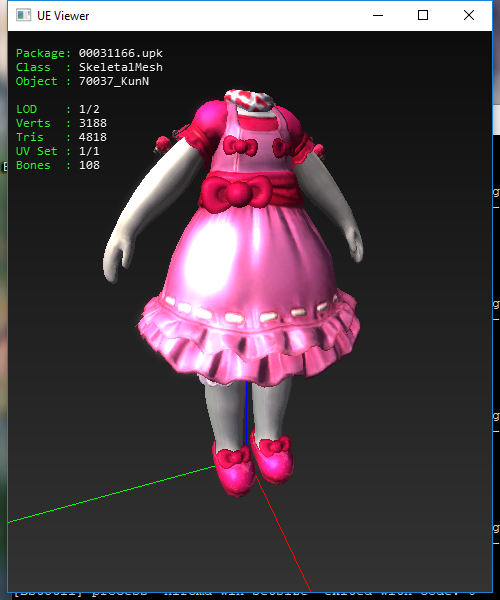 UE Viewer
Package: 00031166.upk
Class : SkeletalMesh
Object : 70037_KunN
LOD : 1/2
Verts : 3188
Tris : 4818
UV Set : 1/1
Bones : 108